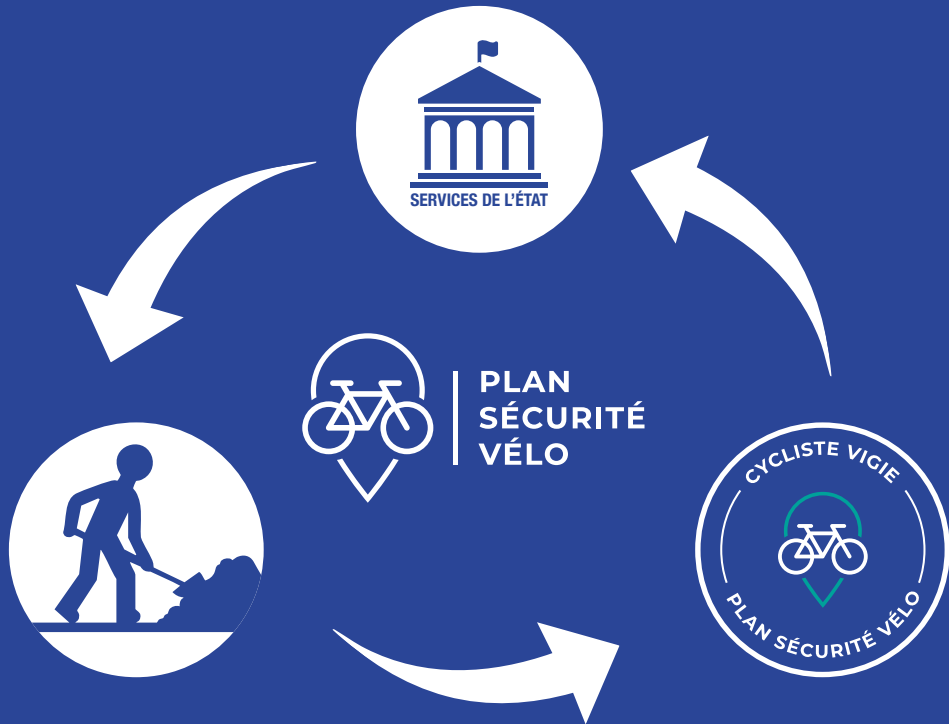 SERVICES DE L'ÉTAT
PLAN
SÉCURITÉ
VÉLO
CYCLISTE VIGIE
PLAN SÉCURITÉ VÉLO